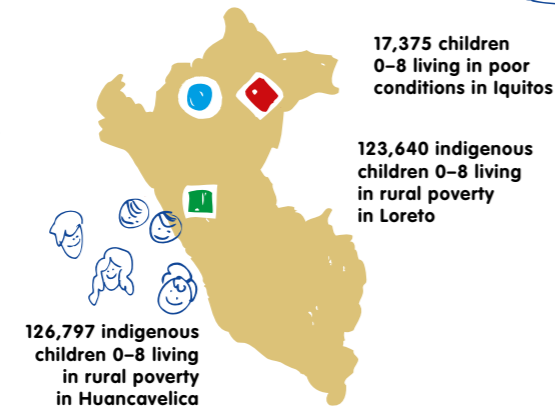 17,375 children
0–8 living in poor
conditions in Iquitos
123,640 indigenous
children 0–8 living
in rural poverty
in Loreto
126,797 indigenous
children 0–8 living
in rural poverty
in Huancavelica